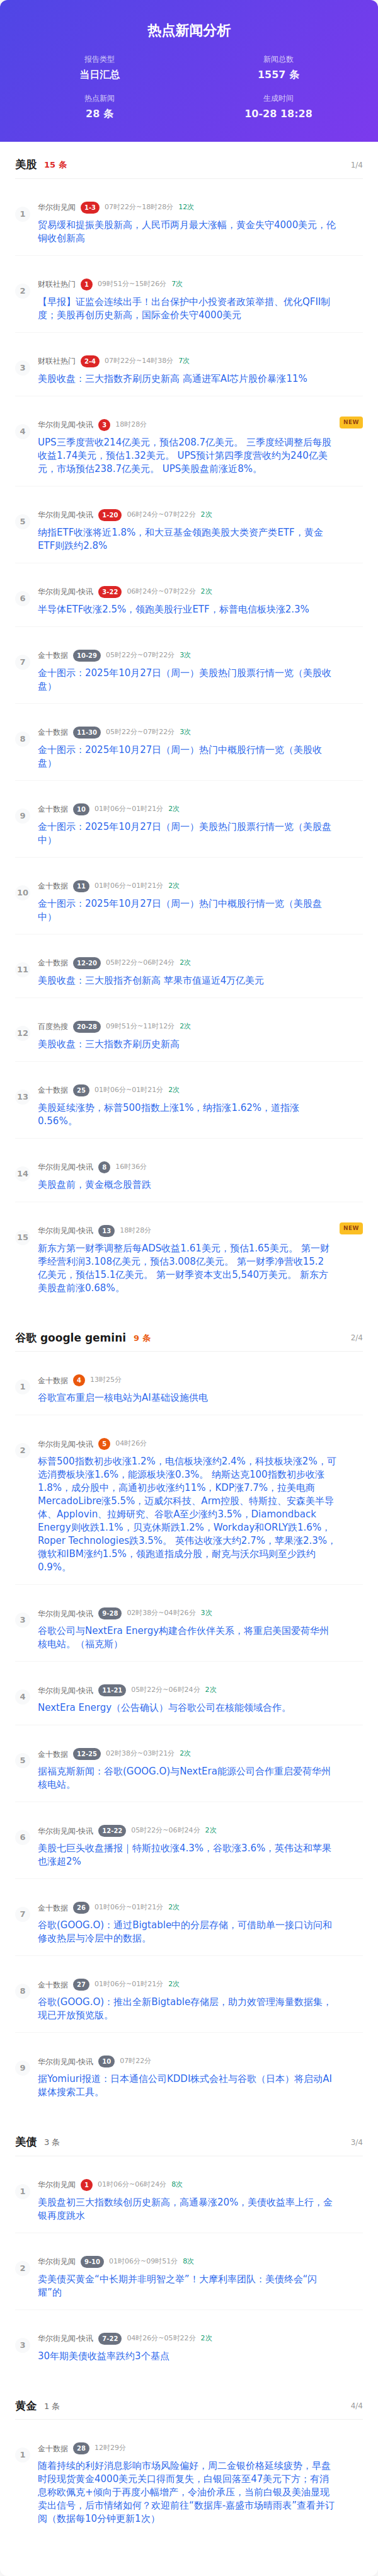 热点新闻分析
报告类型
当日汇总
新闻总数
1557 条
热点新闻
28 条
生成时间
10-28 18:28
美股 15 条 1/4
1
华尔街见闻 1-3 07时22分~18时28分 12次
贸易缓和提振美股新高，人民币两月最大涨幅，黄金失守4000美元，伦
铜收创新高
2
财联社热门 1 09时51分~15时26分 7次
【早报】证监会连续出手！出台保护中小投资者政策举措、优化QFII制
度；美股再创历史新高，国际金价失守4000美元
3
财联社热门 2-4 07时22分~14时38分 7次
美股收盘：三大指数齐刷历史新高 高通进军AI芯片股价暴涨11%
4
华尔街见闻-快讯 3 18时28分
NEW
UPS三季度营收214亿美元，预估208.7亿美元。 三季度经调整后每股
收益1.74美元，预估1.32美元。 UPS预计第四季度营收约为240亿美
元，市场预估238.7亿美元。 UPS美股盘前涨近8%。
5
华尔街见闻-快讯 1-20 06时24分~07时22分 2次
纳指ETF收涨将近1.8%，和大豆基金领跑美股大类资产类ETF，黄金
ETF则跌约2.8%
6
华尔街见闻-快讯 3-22 06时24分~07时22分 2次
半导体ETF收涨2.5%，领跑美股行业ETF，标普电信板块涨2.3%
7
金十数据 10-29 05时22分~07时22分 3次
金十图示：2025年10月27日（周一）美股热门股票行情一览（美股收
盘）
8
金十数据 11-30 05时22分~07时22分 3次
金十图示：2025年10月27日（周一）热门中概股行情一览（美股收
盘）
9
金十数据 10 01时06分~01时21分 2次
金十图示：2025年10月27日（周一）美股热门股票行情一览（美股盘
中）
10
金十数据 11 01时06分~01时21分 2次
金十图示：2025年10月27日（周一）热门中概股行情一览（美股盘
中）
11
金十数据 12-20 05时22分~06时24分 2次
美股收盘：三大股指齐创新高 苹果市值逼近4万亿美元
12
百度热搜 20-28 09时51分~11时12分 2次
美股收盘：三大指数齐刷历史新高
13
金十数据 25 01时06分~01时21分 2次
美股延续涨势，标普500指数上涨1%，纳指涨1.62%，道指涨
0.56%。
14
华尔街见闻-快讯 8 16时36分
美股盘前，黄金概念股普跌
15
华尔街见闻-快讯 13 18时28分
NEW
新东方第一财季调整后每ADS收益1.61美元，预估1.65美元。 第一财
季经营利润3.108亿美元，预估3.008亿美元。 第一财季净营收15.2
亿美元，预估15.1亿美元。 第一财季资本支出5,540万美元。 新东方
美股盘前涨0.68%。
谷歌 google gemini 9 条 2/4
1
金十数据 4 13时25分
谷歌宣布重启一核电站为AI基础设施供电
2
华尔街见闻-快讯 5 04时26分
标普500指数初步收涨1.2%，电信板块涨约2.4%，科技板块涨2%，可
选消费板块涨1.6%，能源板块涨0.3%。 纳斯达克100指数初步收涨
1.8%，成分股中，高通初步收涨约11%，KDP涨7.7%，拉美电商
MercadoLibre涨5.5%，迈威尔科技、Arm控股、特斯拉、安森美半导
体、Applovin、拉姆研究、谷歌A至少涨约3.5%，Diamondback
Energy则收跌1.1%，贝克休斯跌1.2%，Workday和ORLY跌1.6%，
Roper Technologies跌3.5%。 英伟达收涨大约2.7%，苹果涨2.3%，
微软和IBM涨约1.5%，领跑道指成分股，耐克与沃尔玛则至少跌约
0.9%。
3
华尔街见闻-快讯 9-28 02时38分~04时26分 3次
谷歌公司与NextEra Energy构建合作伙伴关系，将重启美国爱荷华州
核电站。（福克斯）
4
华尔街见闻-快讯 11-21 05时22分~06时24分 2次
NextEra Energy（公告确认）与谷歌公司在核能领域合作。
5
金十数据 12-25 02时38分~03时21分 2次
据福克斯新闻：谷歌(GOOG.O)与NextEra能源公司合作重启爱荷华州
核电站。
6
华尔街见闻-快讯 12-22 05时22分~06时24分 2次
美股七巨头收盘播报｜特斯拉收涨4.3%，谷歌涨3.6%，英伟达和苹果
也涨超2%
7
金十数据 26 01时06分~01时21分 2次
谷歌(GOOG.O)：通过Bigtable中的分层存储，可借助单一接口访问和
修改热层与冷层中的数据。
8
金十数据 27 01时06分~01时21分 2次
谷歌(GOOG.O)：推出全新Bigtable存储层，助力效管理海量数据集，
现已开放预览版。
9
华尔街见闻-快讯 10 07时22分
据Yomiuri报道：日本通信公司KDDI株式会社与谷歌（日本）将启动AI
媒体搜索工具。
美债 3 条 3/4
1
华尔街见闻 1 01时06分~06时24分 8次
美股盘初三大指数续创历史新高，高通暴涨20%，美债收益率上行，金
银再度跳水
2
华尔街见闻 9-10 01时06分~09时51分 8次
卖美债买黄金“中长期并非明智之举”！大摩利率团队：美债终会“闪
耀”的
3
华尔街见闻-快讯 7-22 04时26分~05时22分 2次
30年期美债收益率跌约3个基点
黄金 1 条 4/4
1
金十数据 28 12时29分
随着持续的利好消息影响市场风险偏好，周二金银价格延续疲势，早盘
时段现货黄金4000美元关口得而复失，白银回落至47美元下方；有消
息称欧佩克+倾向于再度小幅增产，令油价承压，当前白银及美油显现
卖出信号，后市情绪如何？欢迎前往“数据库-嘉盛市场晴雨表”查看并订
阅（数据每10分钟更新1次）